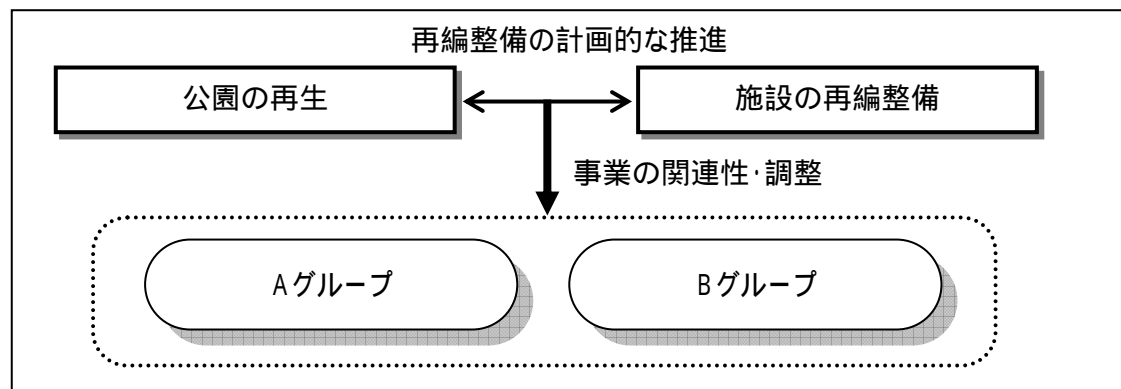 再編整備の計画的な推進
公園の再生
施設の再編整備
事業の関連性･調整
Aグループ
Bグループ